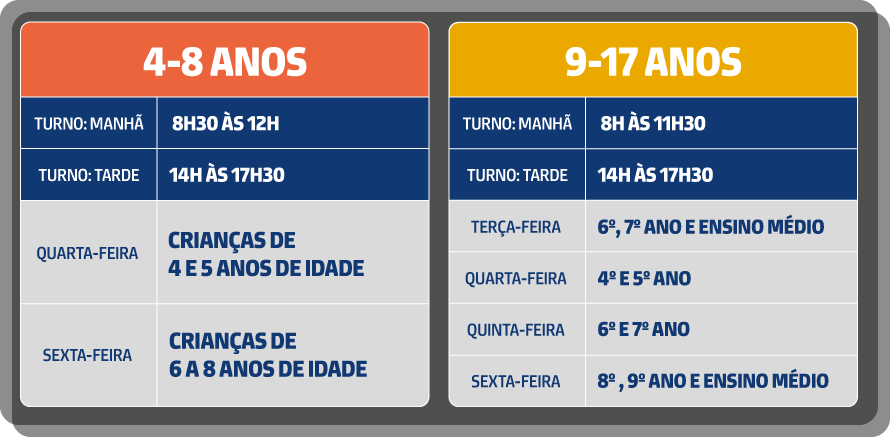 4-8 ANOS
TURNO: MANHÃ 8H30 ÀS 12H
TURNO: TARDE 14H ÀS 17H30
QUARTA-FEIRA CRIANÇAS DE
4 E 5 ANOS DE IDADE
SEXTA-FEIRA CRIANÇAS DE
6 A 8 ANOS DE IDADE
9-17 ANOS
TURNO: MANHÃ 8H ÀS 11H30
TURNO: TARDE 14H ÀS 17H30
TERÇA-FEIRA 6º, 7º ANO E ENSINO MÉDIO
QUARTA-FEIRA 4º E 5º ANO
QUINTA-FEIRA 6º E 7º ANO
SEXTA-FEIRA 8º , 9º ANO E ENSINO MÉDIO